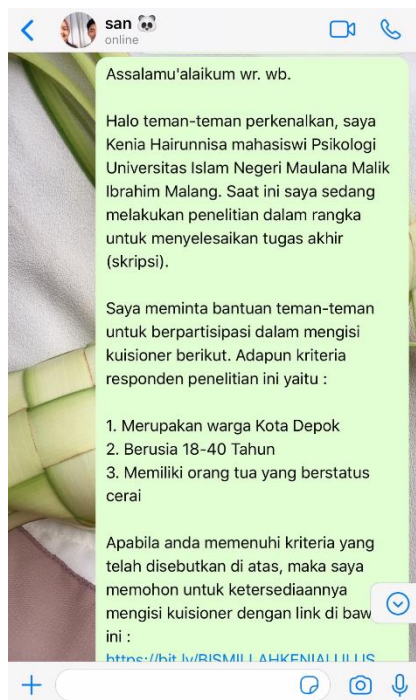 san 🐼
online
Assalamu'alaikum wr. wb.
Halo teman-teman perkenalkan, saya
Kenia Hairunnisa mahasiswi Psikologi
Universitas Islam Negeri Maulana Malik
Ibrahim Malang. Saat ini saya sedang
melakukan penelitian dalam rangka
untuk menyelesaikan tugas akhir
(skripsi).
Saya meminta bantuan teman-teman
untuk berpartisipasi dalam mengisi
kuisioner berikut. Adapun kriteria
responden penelitian ini yaitu :
1. Merupakan warga Kota Depok
2. Berusia 18-40 Tahun
3. Memiliki orang tua yang berstatus
cerai
Apabila anda memenuhi kriteria yang
telah disebutkan di atas, maka saya
memohon untuk ketersediaannya
mengisi kuisioner dengan link di baw
ini :
https://bit.ly/BISMILLAHKENIALULUS